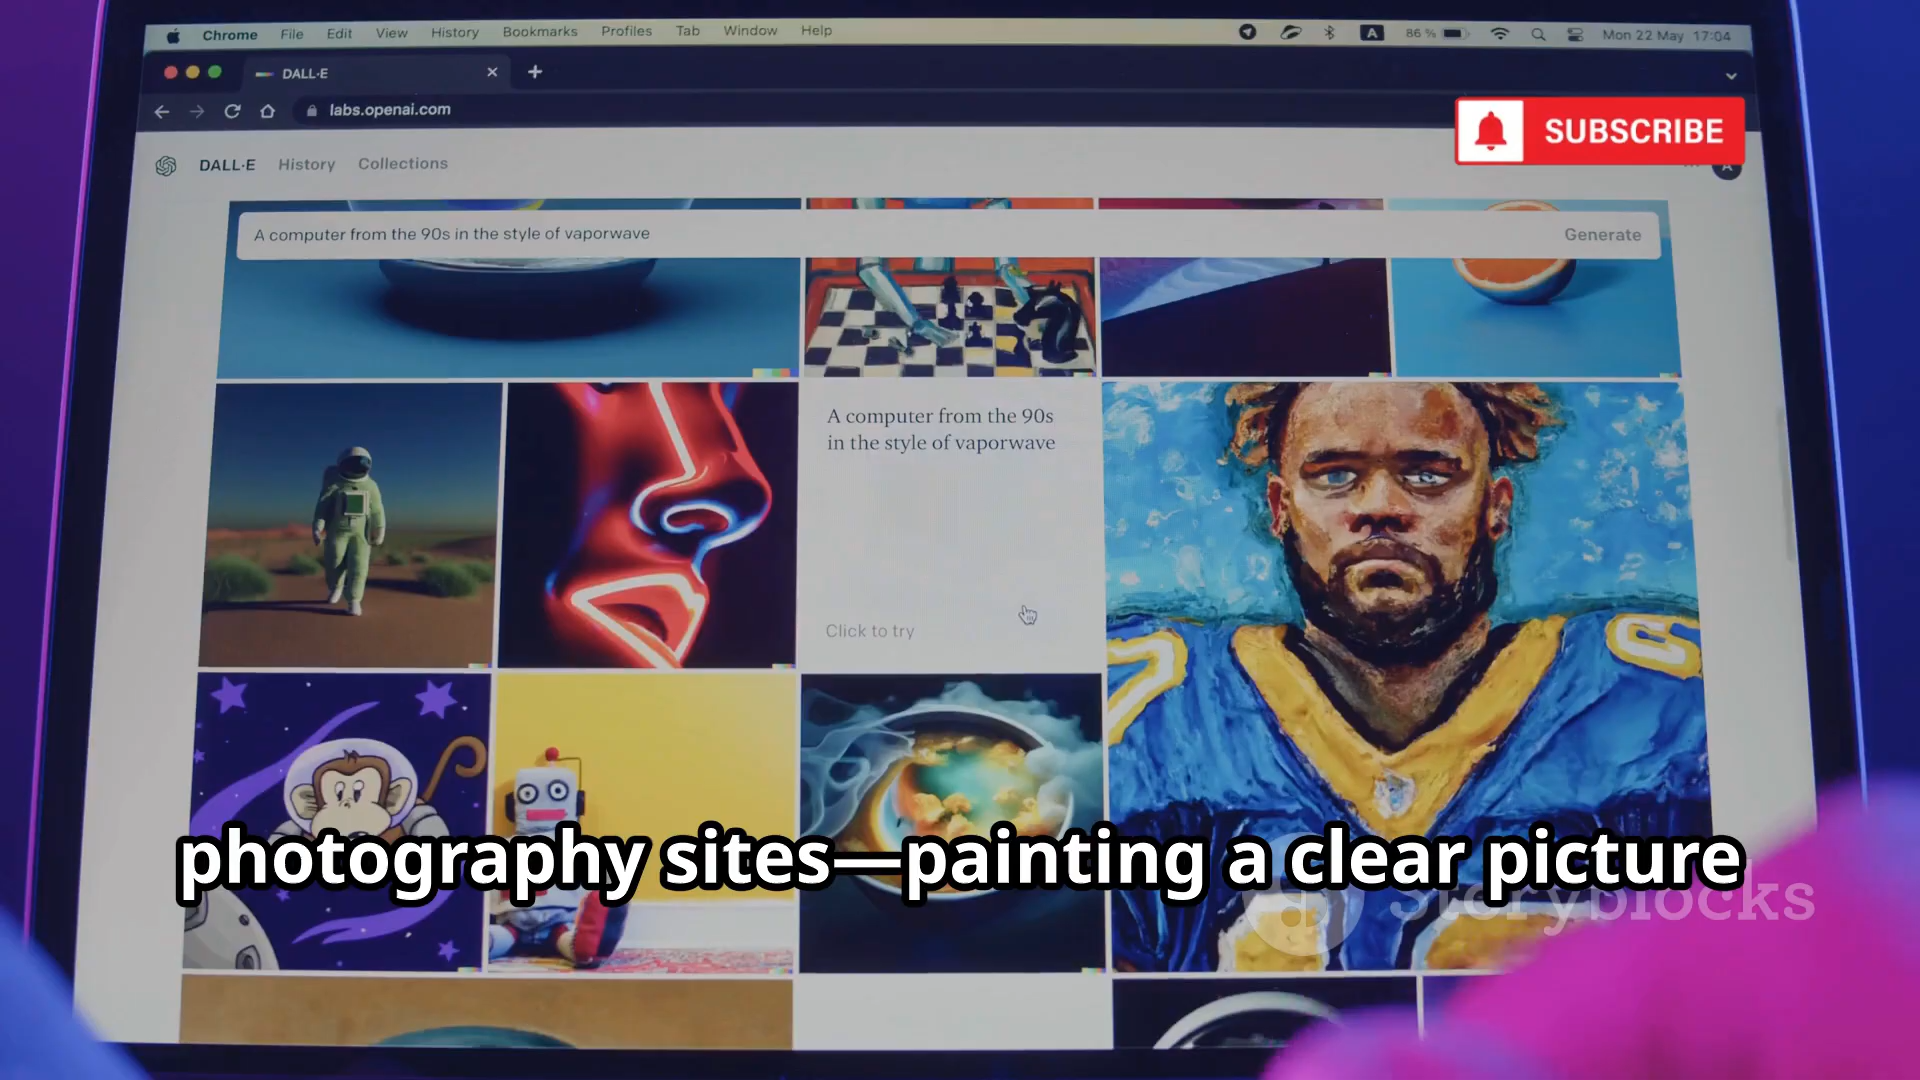 Chrome File Edit View History Bookmarks Profiles Tab Window Help A 86 % Mon 22 May 17:04
DALL·E
labs.openai.com
SUBSCRIBE
DALL·E History Collections
A
A computer from the 90s in the style of vaporwave Generate
A computer from the 90s
in the style of vaporwave
Click to try
photography sites—painting a clear picture
Storyblocks